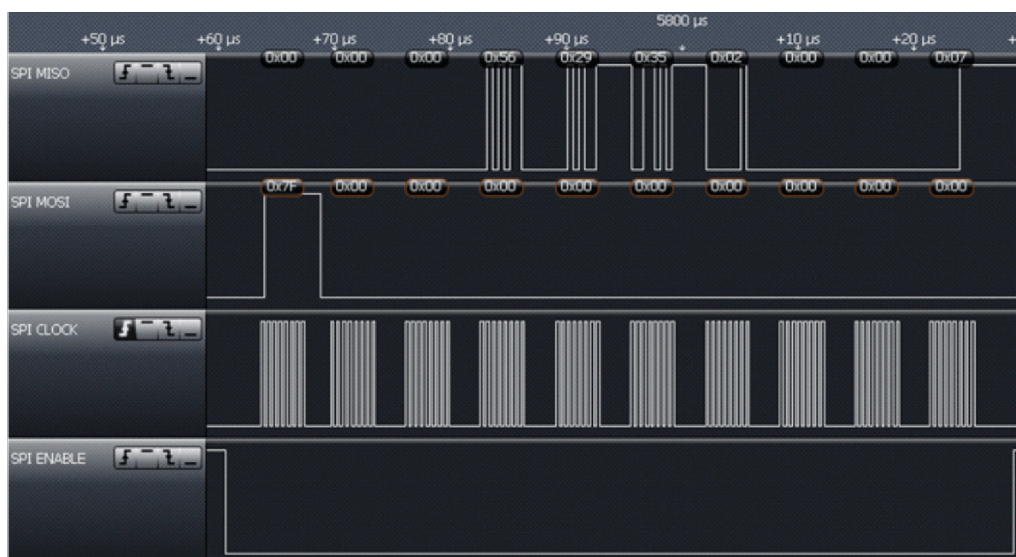 5800 µs
+50 µs +60 µs +70 µs +80 µs +90 µs +10 µs +20 µs +
0x00 0x00 0x00 0x56 0x29 0x35 0x02 0x00 0x00 0x07
SPI MISO
0x7F 0x00 0x00 0x00 0x00 0x00 0x00 0x00 0x00 0x00
SPI MOSI
SPI CLOCK
SPI ENABLE